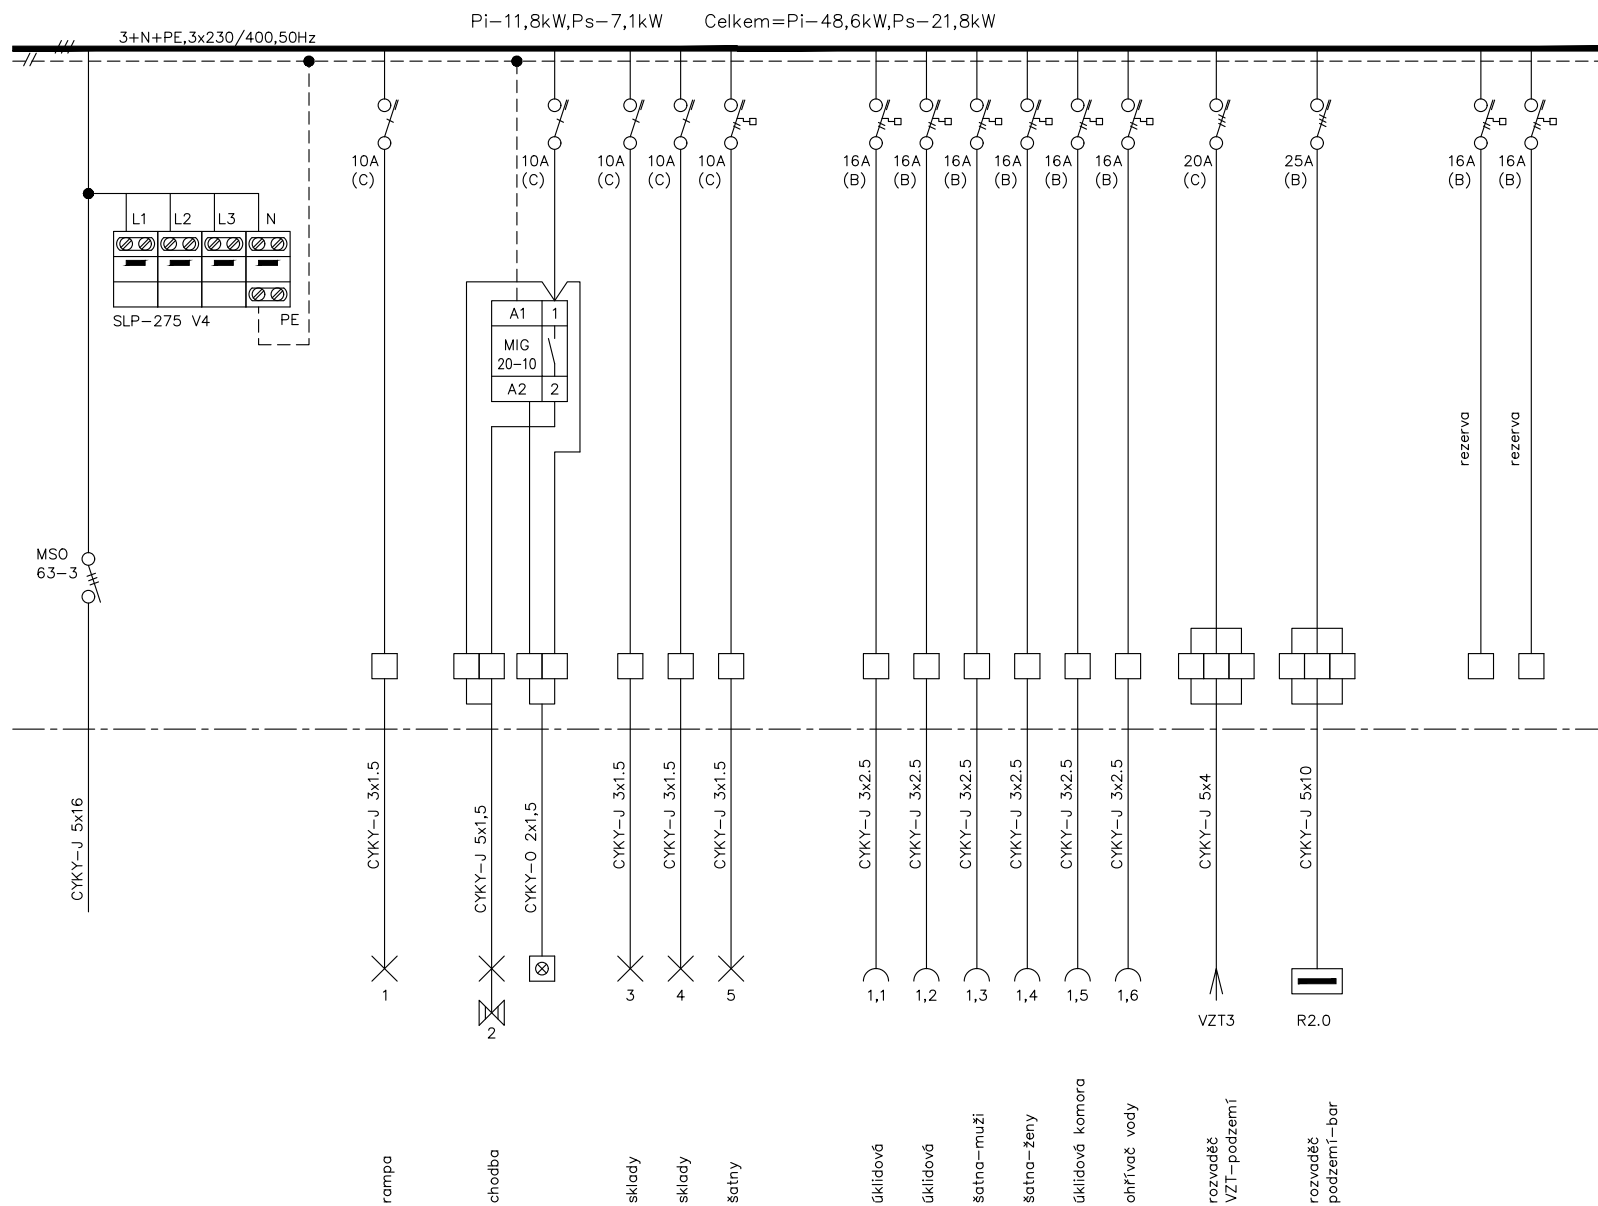 Pi-11,8kW,Ps-7,1kW Celkem=Pi-48,6kW,Ps-21,8kW
3+N+PE,3x230/400,50Hz
10A 10A 10A 10A 10A 16A 16A 16A 16A 16A 16A 20A 25A 16A 16A
(C) (C) (C) (C) (C) (B) (B) (B) (B) (B) (B) (C) (B) (B) (B)
L1 L2 L3 N
SLP-275 V4 PE
A1 1
MIG
20-10
A2 2
rezerva
rezerva
MSO
63-3
CYKY-J 5x16
CYKY-J 3x1.5
CYKY-J 5x1,5
CYKY-O 2x1,5
CYKY-J 3x1.5
CYKY-J 3x1.5
CYKY-J 3x1.5
CYKY-J 3x2.5
CYKY-J 3x2.5
CYKY-J 3x2.5
CYKY-J 3x2.5
CYKY-J 3x2.5
CYKY-J 3x2.5
CYKY-J 5x4
CYKY-J 5x10
1 3 4 5 1,1 1,2 1,3 1,4 1,5 1,6
VZT3 R2.0
2
rampa
chodba
sklady
sklady
šatny
úklidová
úklidová
šatna-muži
šatna-ženy
úklidová komora
ohřívač vody
rozvaděč
VZT-podzemí
rozvaděč
podzemí-bar